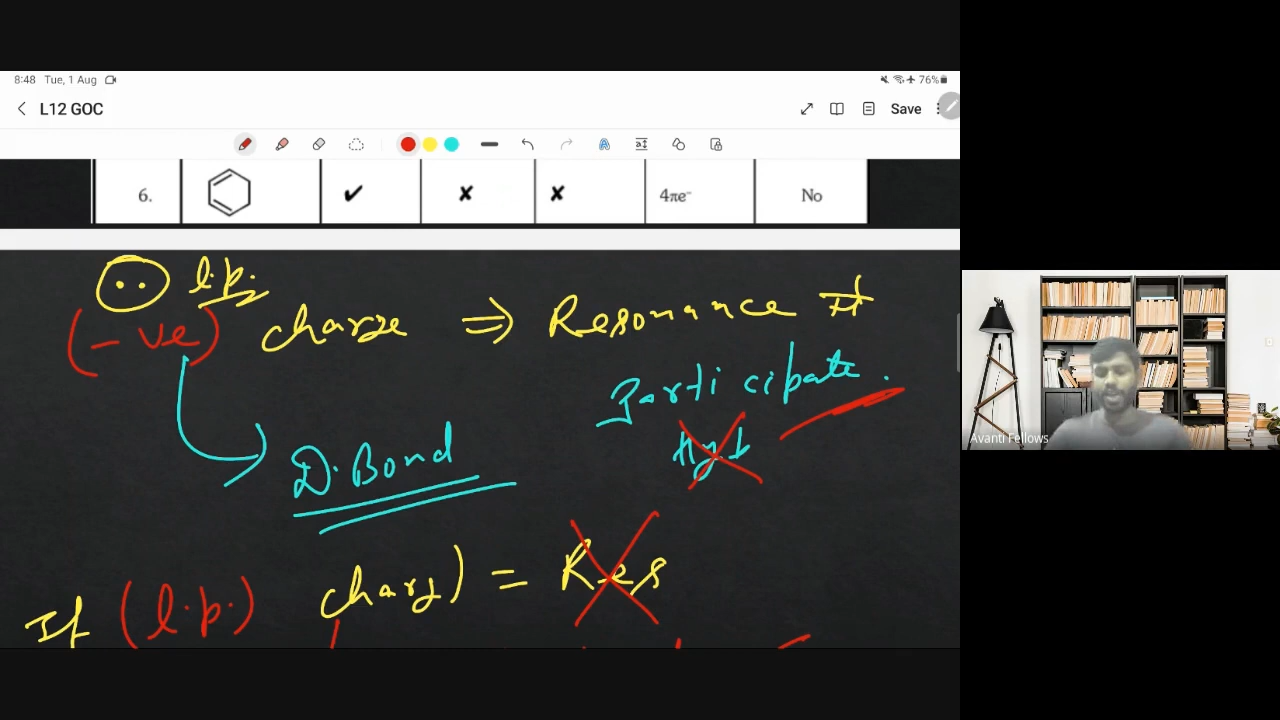 8:48 Tue, 1 Aug 76%
L12 GOC Save
6. ✔ ✘ ✘ 4πe⁻ No
l.p.
(-ve) charge ⇒ Resonance
Participate.
Hyb
D.Bond
If (l.p.) charg) = Res
Avanti Fellows